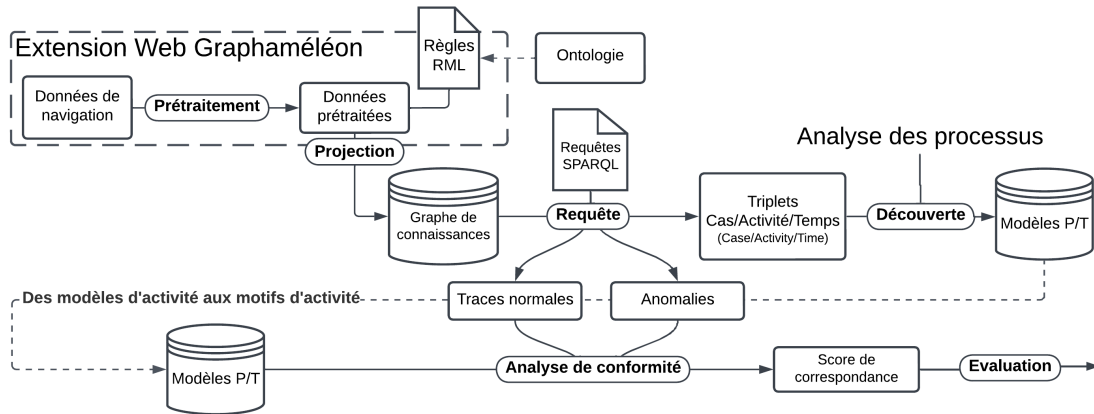 Extension Web Graphaméléon
Règles
RML
Ontologie
Données de
navigation
Prétraitement
Données
prétraitées
Projection
Requêtes
SPARQL
Analyse des processus
Graphe de
connaissances
Requête
Triplets
Cas/Activité/Temps
(Case/Activity/Time)
Découverte
Modèles P/T
Des modèles d'activité aux motifs d'activité
Traces normales
Anomalies
Modèles P/T
Analyse de conformité
Score de
correspondance
Evaluation